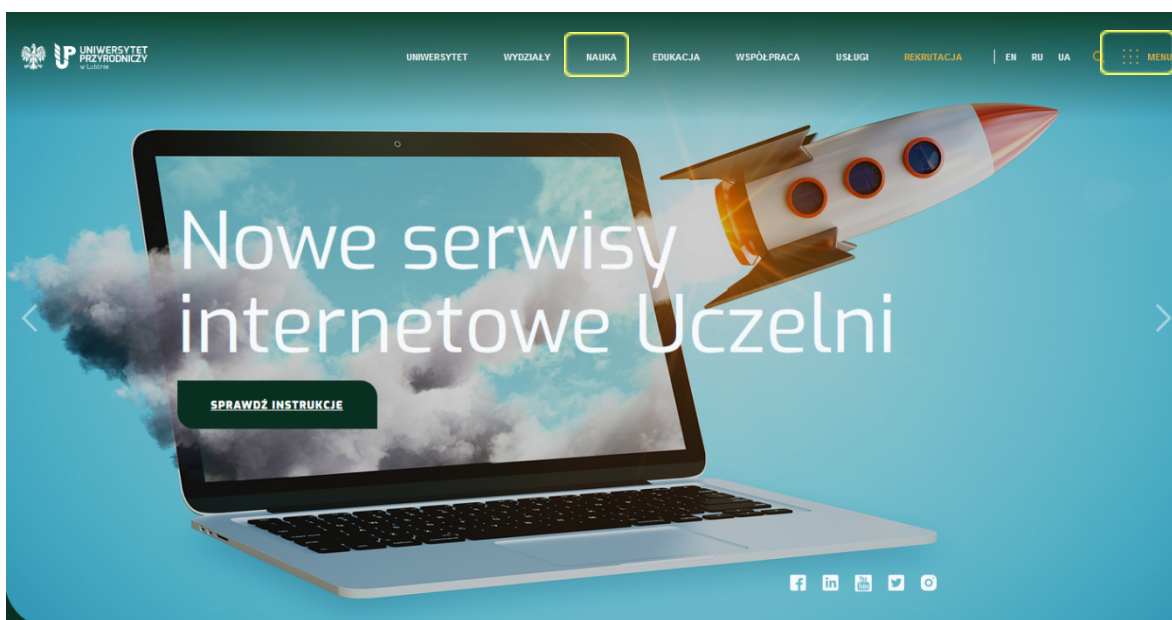 UNIWERSYTET
PRZYRODNICZY
w Lublinie
UNIWERSYTET WYDZIAŁY NAUKA EDUKACJA WSPÓŁPRACA USŁUGI REKRUTACJA EN RU UA MENU
Nowe serwisy
internetowe Uczelni
SPRAWDŹ INSTRUKCJE